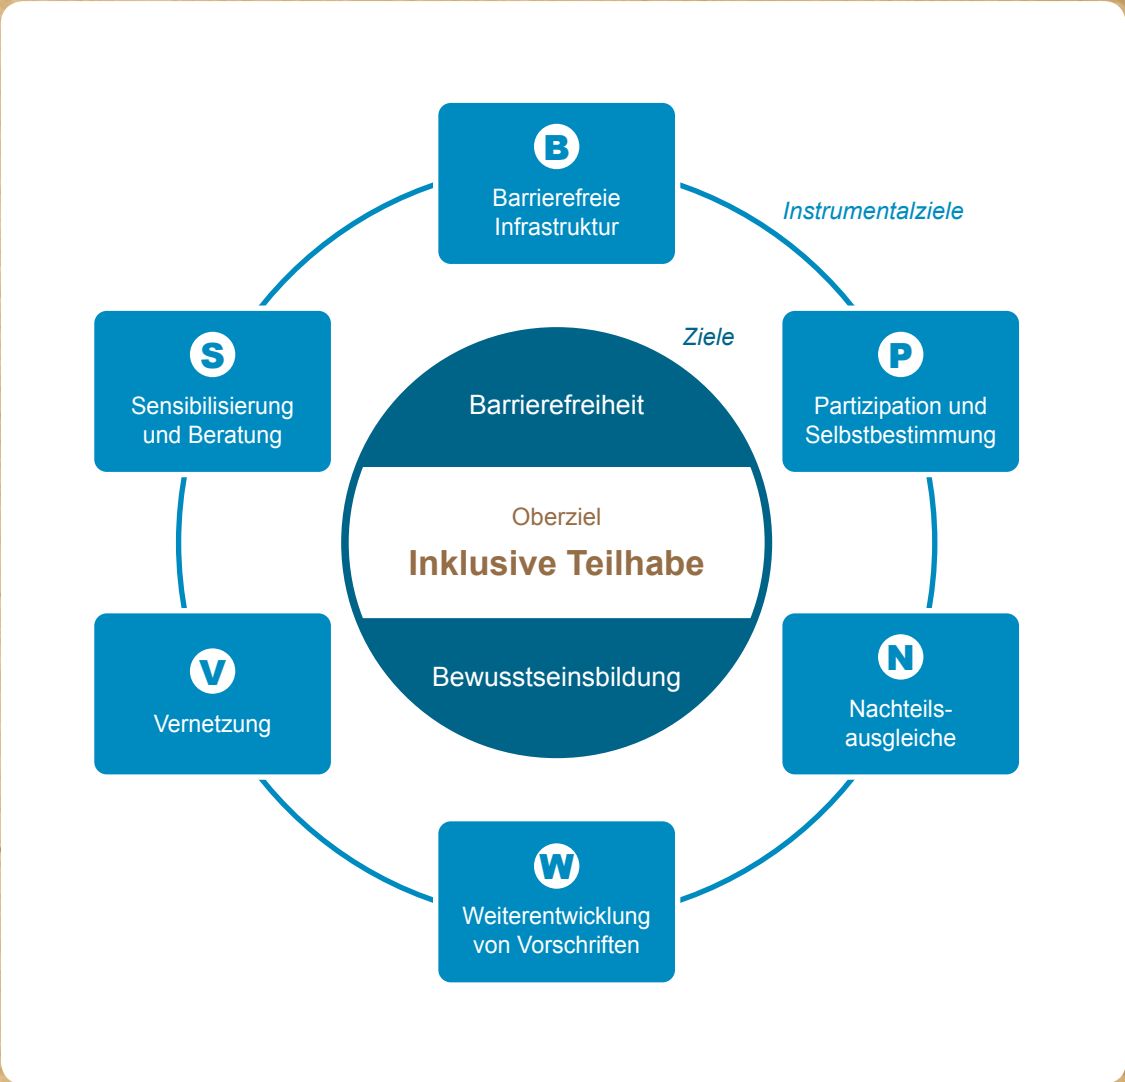 B
Barrierefreie
Infrastruktur
Instrumentalziele
S
Sensibilisierung
und Beratung
Ziele
P
Partizipation und
Selbstbestimmung
Barrierefreiheit
Oberziel
Inklusive Teilhabe
Bewusstseinsbildung
V
Vernetzung
N
Nachteils-
ausgleiche
W
Weiterentwicklung
von Vorschriften